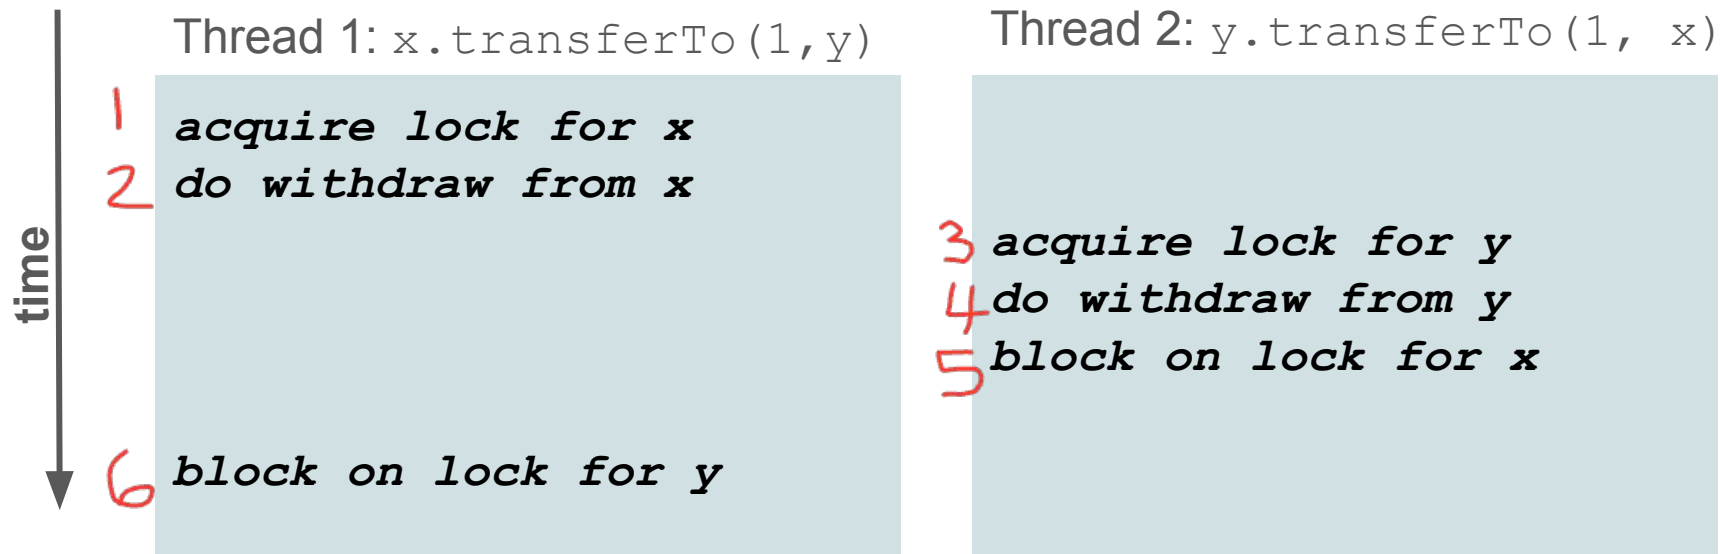 Thread 1: x.transferTo(1,y)
Thread 2: y.transferTo(1, x)
time
1 acquire lock for x
2 do withdraw from x
3 acquire lock for y
4 do withdraw from y
5 block on lock for x
6 block on lock for y